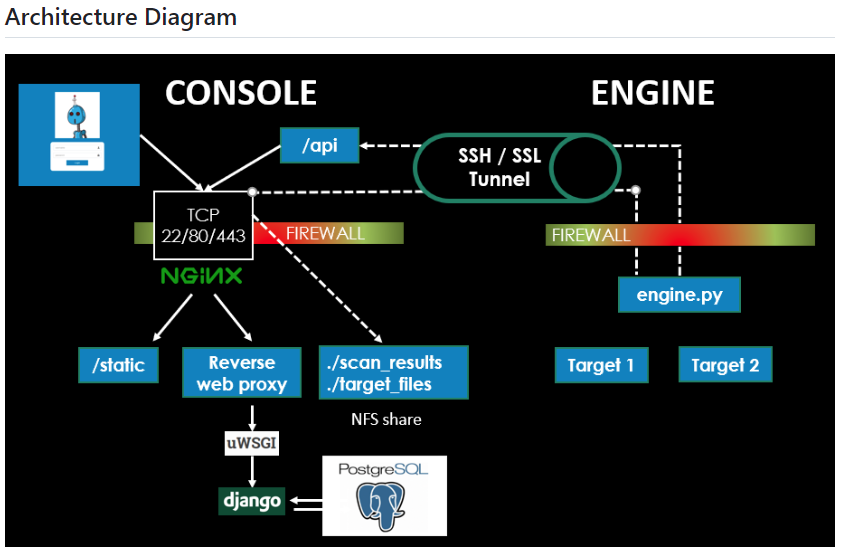 Architecture Diagram
CONSOLE
ENGINE
/api
SSH / SSL
Tunnel
TCP
22/80/443
FIREWALL
FIREWALL
NGiNX
engine.py
/static
Reverse
web proxy
./scan_results
./target_files
Target 1
Target 2
NFS share
uWSGI
PostgreSQL
django